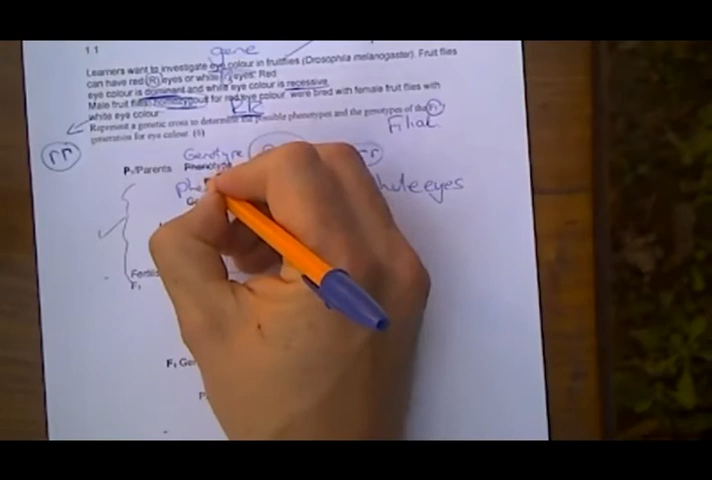 1 1
gene
Learners want to investigate eye colour in fruitflies (Drosophila melanogaster). Fruit flies
can have red (R) eyes or white (r) eyes. Red
eye colour is dominant and white eye colour is recessive
Male fruit flies homozygous for red eye colour were bred with female fruit flies with
white eye colour
RR
Represent a genetic cross to determine the possible phenotypes and the genotypes of the F1
generation for eye colour. (6)
Filial
rr
Genotype
P1/Parents Phenotype
eyes
F1